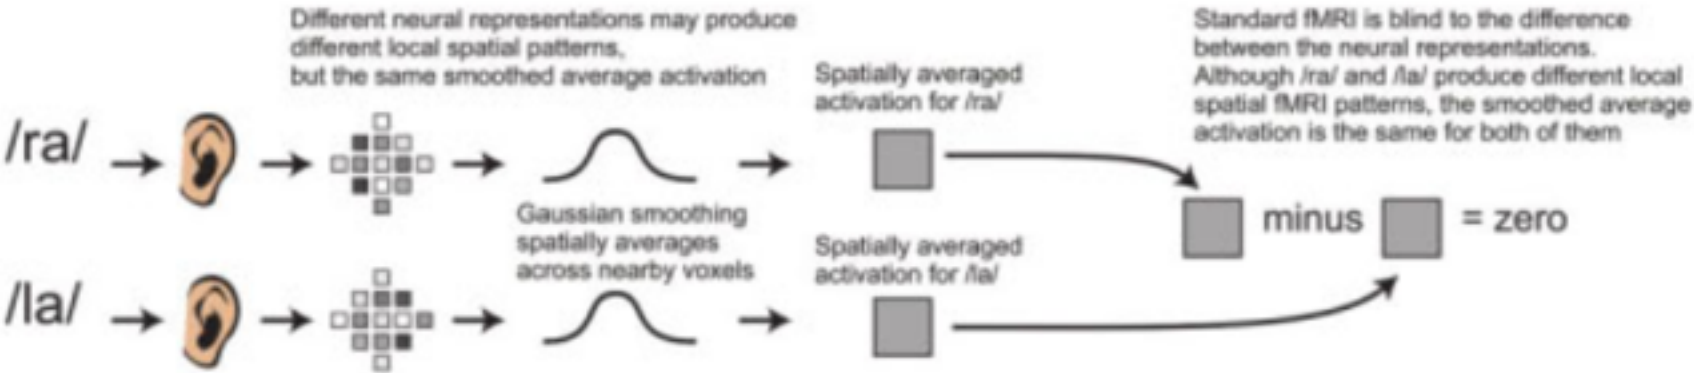 Different neural representations may produce
different local spatial patterns,
but the same smoothed average activation
Standard fMRI is blind to the difference
between the neural representations.
Although /ra/ and /la/ produce different local
spatial fMRI patterns, the smoothed average
activation is the same for both of them
Spatially averaged
activation for /ra/
/ra/
Gaussian smoothing
spatially averages
across nearby voxels
minus
= zero
Spatially averaged
activation for /la/
/la/